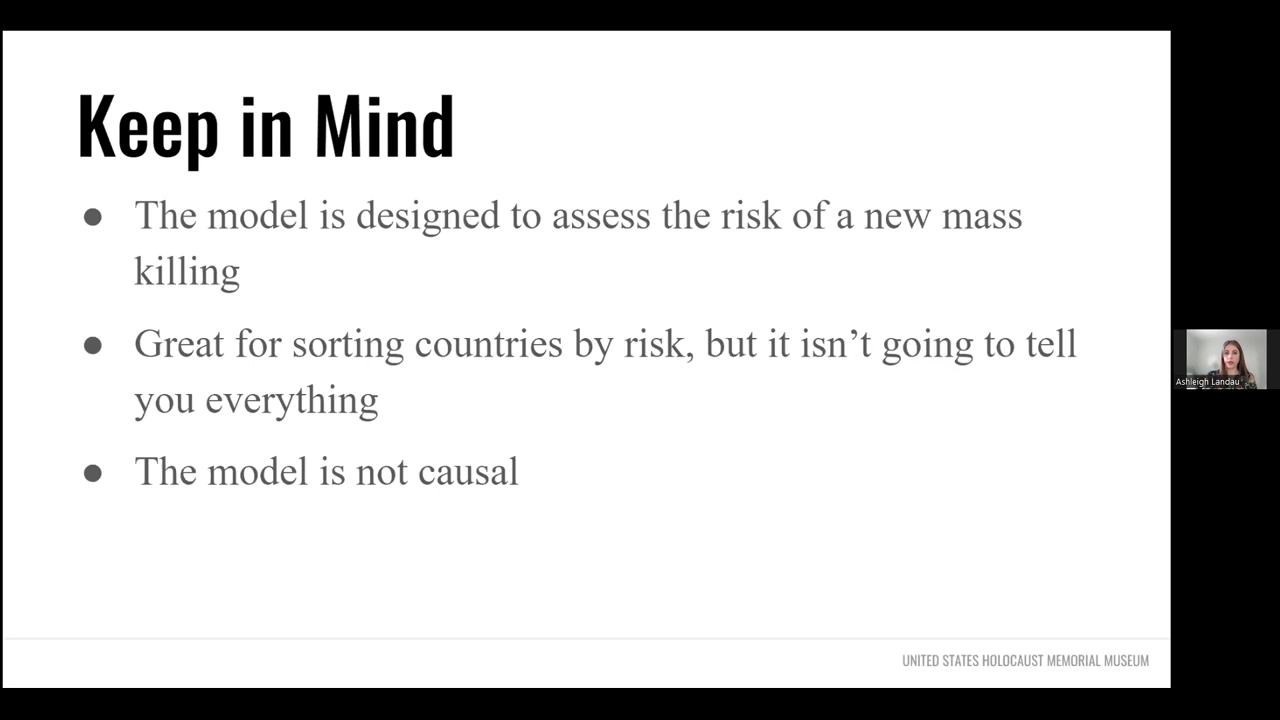 Keep in Mind
● The model is designed to assess the risk of a new mass
killing
● Great for sorting countries by risk, but it isn’t going to tell
you everything
● The model is not causal
Ashleigh Landau
UNITED STATES HOLOCAUST MEMORIAL MUSEUM